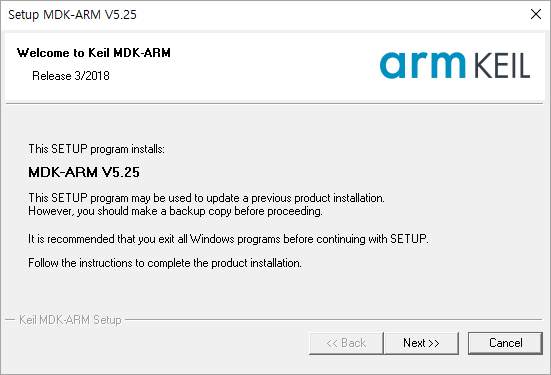 Setup MDK-ARM V5.25
Welcome to Keil MDK-ARM
Release 3/2018
arm KEIL
This SETUP program installs:
MDK-ARM V5.25
This SETUP program may be used to update a previous product installation.
However, you should make a backup copy before proceeding.
It is recommended that you exit all Windows programs before continuing with SETUP.
Follow the instructions to complete the product installation.
Keil MDK-ARM Setup
<< Back Next >> Cancel